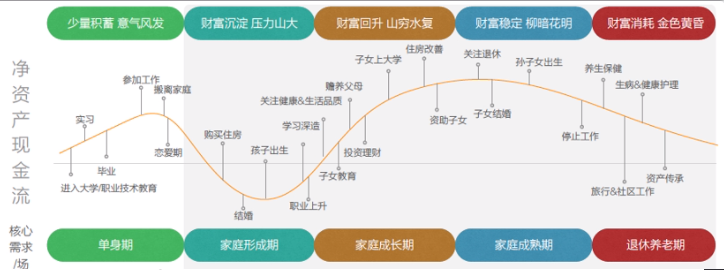 少量积蓄 意气风发
财富沉淀 压力山大
财富回升 山穷水复
财富稳定 柳暗花明
财富消耗 金色黄昏
净资产现金流
进入大学/职业技术教育
实习
毕业
参加工作
搬离家庭
恋爱期
购买住房
结婚
孩子出生
学习深造
职业上升
关注健康&生活品质
子女教育
赡养父母
投资理财
子女上大学
住房改善
资助子女
关注退休
子女结婚
孙子女出生
停止工作
养生保健
旅行&社区工作
生病&健康护理
资产传承
核心
需求
/场
单身期
家庭形成期
家庭成长期
家庭成熟期
退休养老期